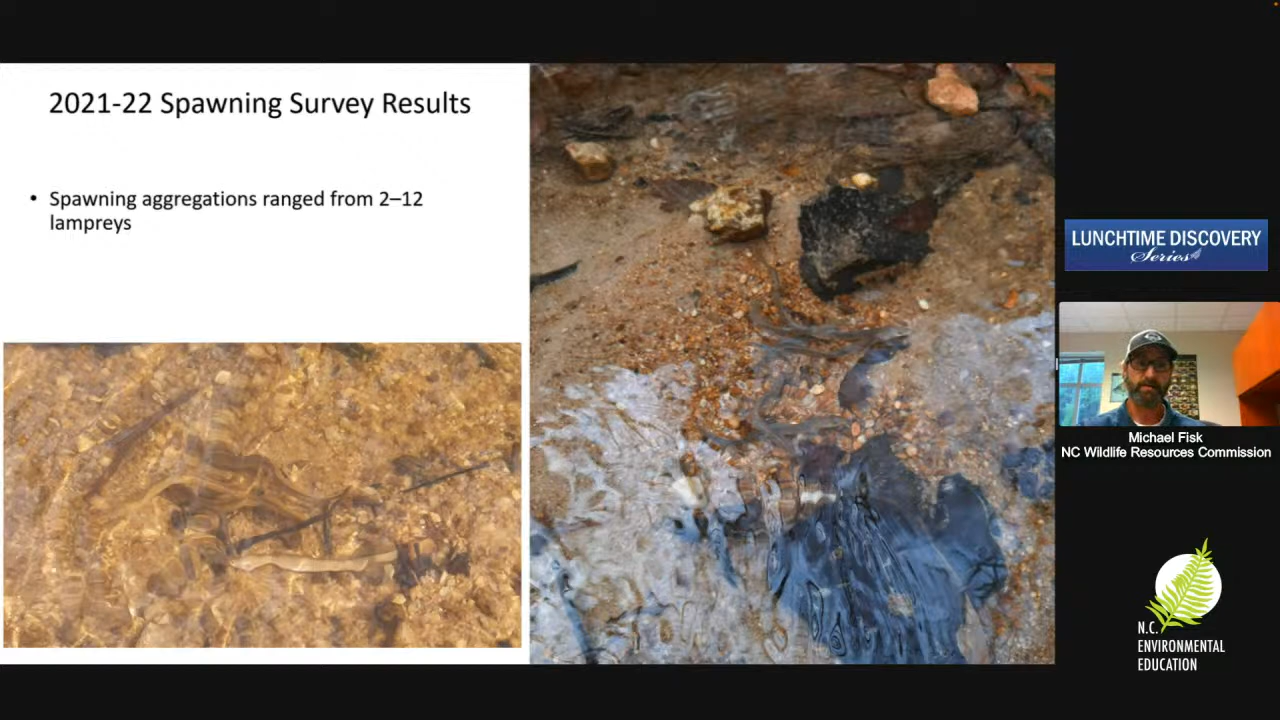 2021-22 Spawning Survey Results
• Spawning aggregations ranged from 2–12
lampreys
LUNCHTIME DISCOVERY
Series
Michael Fisk
NC Wildlife Resources Commission
N.C.
ENVIRONMENTAL
EDUCATION